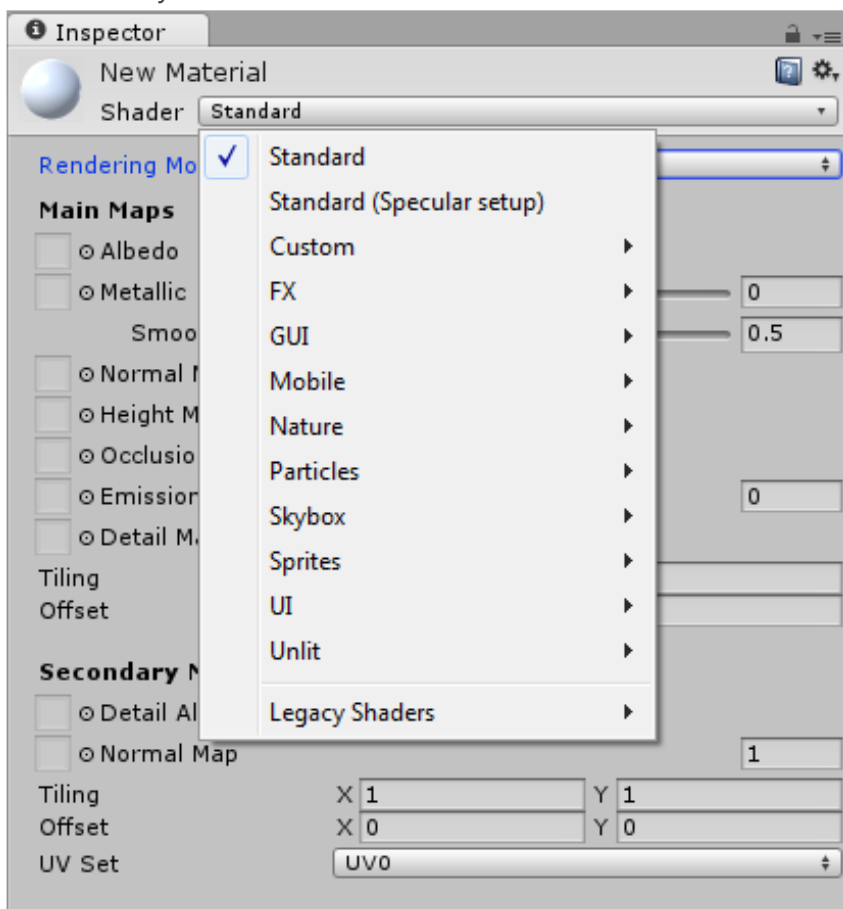 Inspector
New Material
Shader Standard
Rendering Mo
Standard
Standard (Specular setup)
Main Maps
Albedo
Custom
Metallic
FX
0
Smoo
GUI
0.5
Normal M
Mobile
Height M
Nature
Occlusio
Particles
Emission
Skybox
0
Detail M
Sprites
Tiling
UI
Offset
Unlit
Secondary M
Detail Al
Legacy Shaders
Normal Map 1
Tiling X 1 Y 1
Offset X 0 Y 0
UV Set UV0